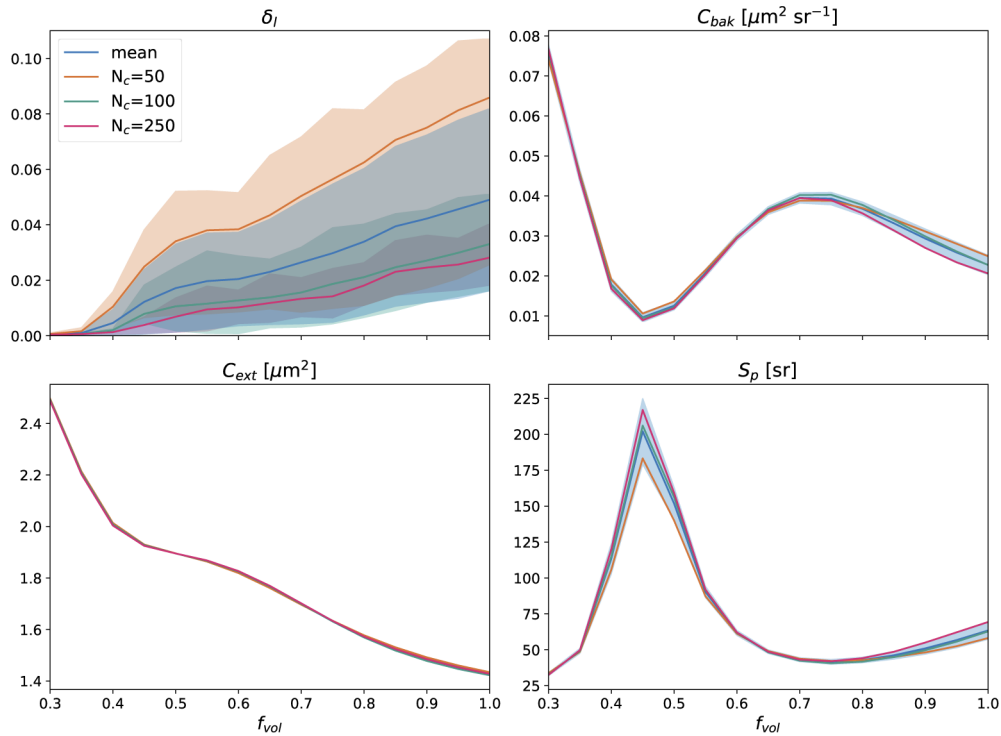 δ_l
0.10
0.08
0.06
0.04
0.02
0.00
mean
N_c=50
N_c=100
N_c=250
C_bak [μm² sr⁻¹]
0.08
0.07
0.06
0.05
0.04
0.03
0.02
0.01
C_ext [μm²]
2.4
2.2
2.0
1.8
1.6
1.4
0.3 0.4 0.5 0.6 0.7 0.8 0.9 1.0
f_vol
S_p [sr]
225
200
175
150
125
100
75
50
25
0.3 0.4 0.5 0.6 0.7 0.8 0.9 1.0
f_vol